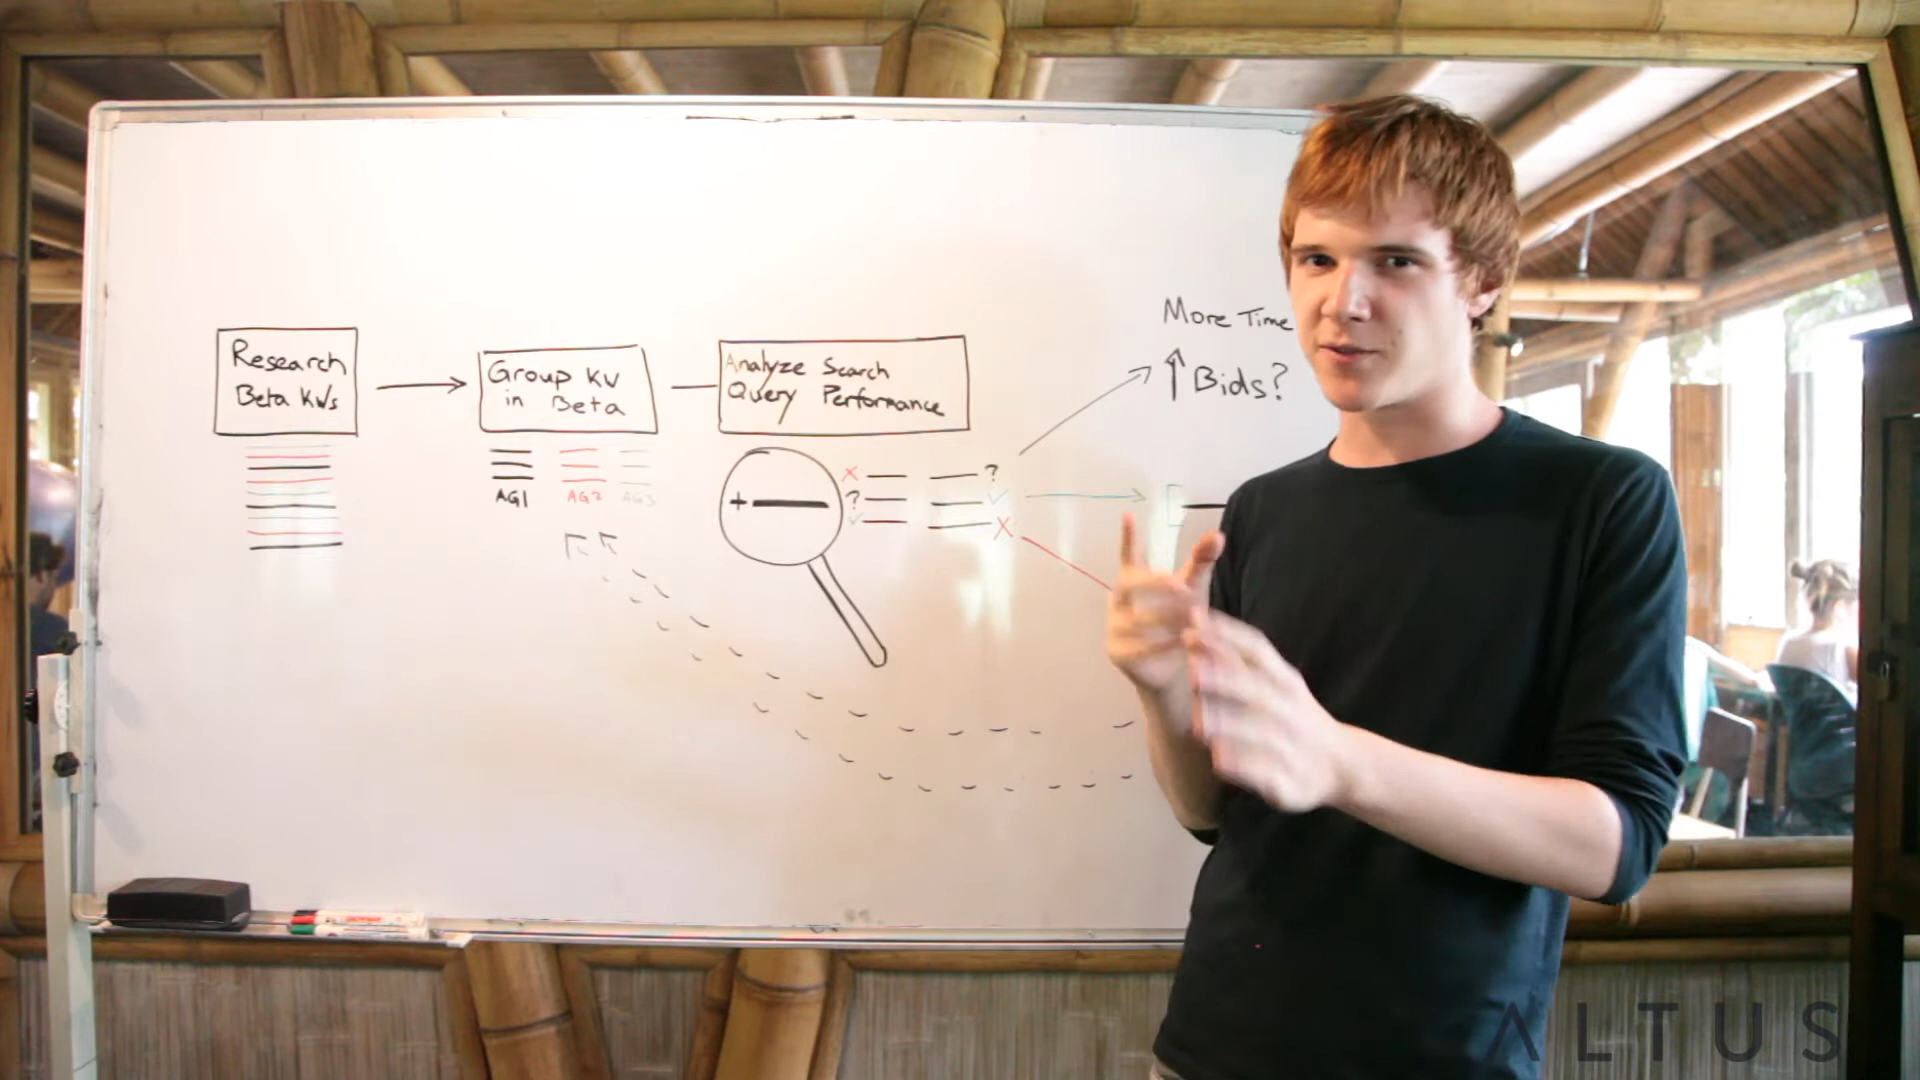 Research
Beta KWs
Group KW
in Beta
Analyze Search
Query Performance
More Time
↑ Bids?
AG1
AG2
AG3
X
?
✓
?
✓
X
+
ALTUS